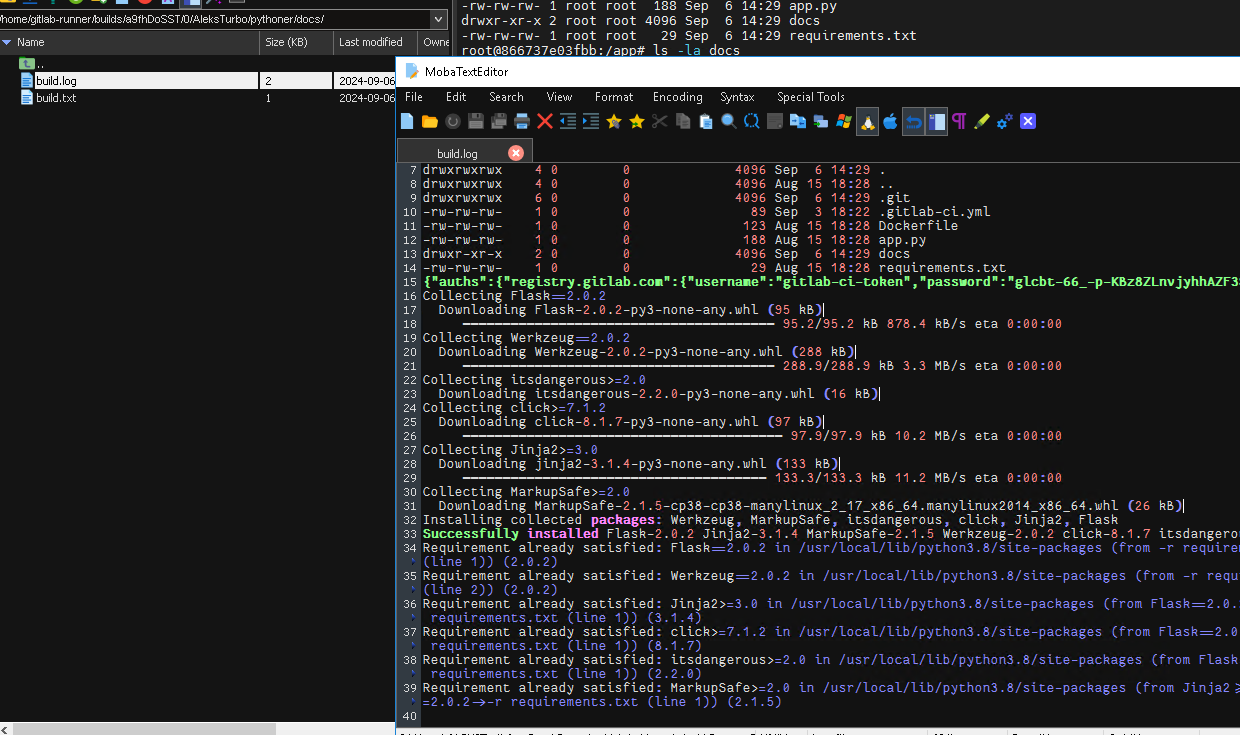 -rw-rw-rw- 1 root root 188 Sep 6 14:29 app.py
/home/gitlab-runner/builds/a9fhDoSST/0/AleksTurbo/pythoner/docs/
drwxr-xr-x 2 root root 4096 Sep 6 14:29 docs
-rw-rw-rw- 1 root root 29 Sep 6 14:29 requirements.txt
Name Size (KB) Last modified Owne
root@866737e03fbb:/app# ls -la docs
..
build.log 2 2024-09-06
build.txt 1 2024-09-06
MobaTextEditor
File Edit Search View Format Encoding Syntax Special Tools
build.log
7 drwxrwxrwx 4 0 0 4096 Sep 6 14:29 .
8 drwxrwxrwx 4 0 0 4096 Aug 15 18:28 ..
9 drwxrwxrwx 6 0 0 4096 Sep 6 14:29 .git
10 -rw-rw-rw- 1 0 0 89 Sep 3 18:22 .gitlab-ci.yml
11 -rw-rw-rw- 1 0 0 123 Aug 15 18:28 Dockerfile
12 -rw-rw-rw- 1 0 0 188 Aug 15 18:28 app.py
13 drwxr-xr-x 2 0 0 4096 Sep 6 14:29 docs
14 -rw-rw-rw- 1 0 0 29 Aug 15 18:28 requirements.txt
15 {"auths":{"registry.gitlab.com":{"username":"gitlab-ci-token","password":"glcbt-66_-p-KBz8ZLnvjyhhAZF3
16 Collecting Flask==2.0.2
17 Downloading Flask-2.0.2-py3-none-any.whl (95 kB)
18 95.2/95.2 kB 878.4 kB/s eta 0:00:00
19 Collecting Werkzeug==2.0.2
20 Downloading Werkzeug-2.0.2-py3-none-any.whl (288 kB)
21 288.9/288.9 kB 3.3 MB/s eta 0:00:00
22 Collecting itsdangerous>=2.0
23 Downloading itsdangerous-2.2.0-py3-none-any.whl (16 kB)
24 Collecting click>=7.1.2
25 Downloading click-8.1.7-py3-none-any.whl (97 kB)
26 97.9/97.9 kB 10.2 MB/s eta 0:00:00
27 Collecting Jinja2>=3.0
28 Downloading jinja2-3.1.4-py3-none-any.whl (133 kB)
29 133.3/133.3 kB 11.2 MB/s eta 0:00:00
30 Collecting MarkupSafe>=2.0
31 Downloading MarkupSafe-2.1.5-cp38-cp38-manylinux_2_17_x86_64.manylinux2014_x86_64.whl (26 kB)
32 Installing collected packages: Werkzeug, MarkupSafe, itsdangerous, click, Jinja2, Flask
33 Successfully installed Flask-2.0.2 Jinja2-3.1.4 MarkupSafe-2.1.5 Werkzeug-2.0.2 click-8.1.7 itsdangero
34 Requirement already satisfied: Flask==2.0.2 in /usr/local/lib/python3.8/site-packages (from -r require
(line 1)) (2.0.2)
35 Requirement already satisfied: Werkzeug==2.0.2 in /usr/local/lib/python3.8/site-packages (from -r requ
(line 2)) (2.0.2)
36 Requirement already satisfied: Jinja2>=3.0 in /usr/local/lib/python3.8/site-packages (from Flask==2.0.
requirements.txt (line 1)) (3.1.4)
37 Requirement already satisfied: click>=7.1.2 in /usr/local/lib/python3.8/site-packages (from Flask==2.0
requirements.txt (line 1)) (8.1.7)
38 Requirement already satisfied: itsdangerous>=2.0 in /usr/local/lib/python3.8/site-packages (from Flask
requirements.txt (line 1)) (2.2.0)
39 Requirement already satisfied: MarkupSafe>=2.0 in /usr/local/lib/python3.8/site-packages (from Jinja2>
=2.0.2->-r requirements.txt (line 1)) (2.1.5)
40